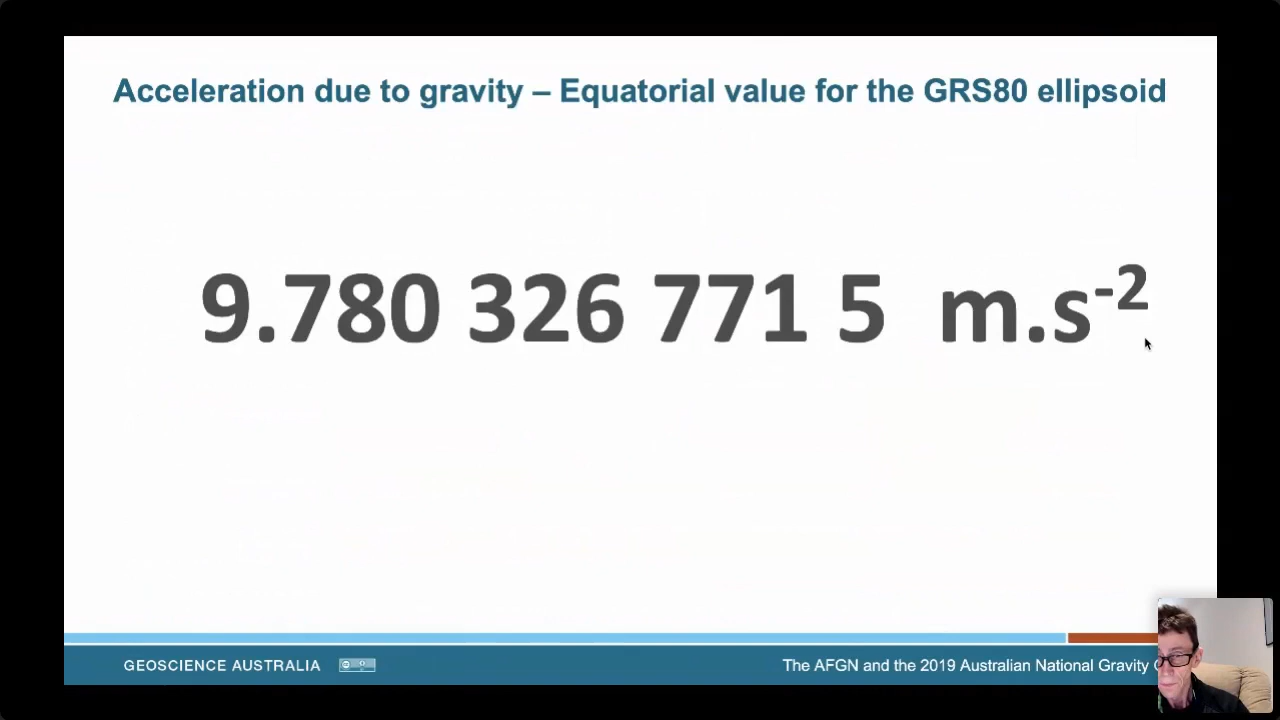 Acceleration due to gravity – Equatorial value for the GRS80 ellipsoid
9.780 326 771 5 m.s⁻²
GEOSCIENCE AUSTRALIA
The AFGN and the 2019 Australian National Gravity